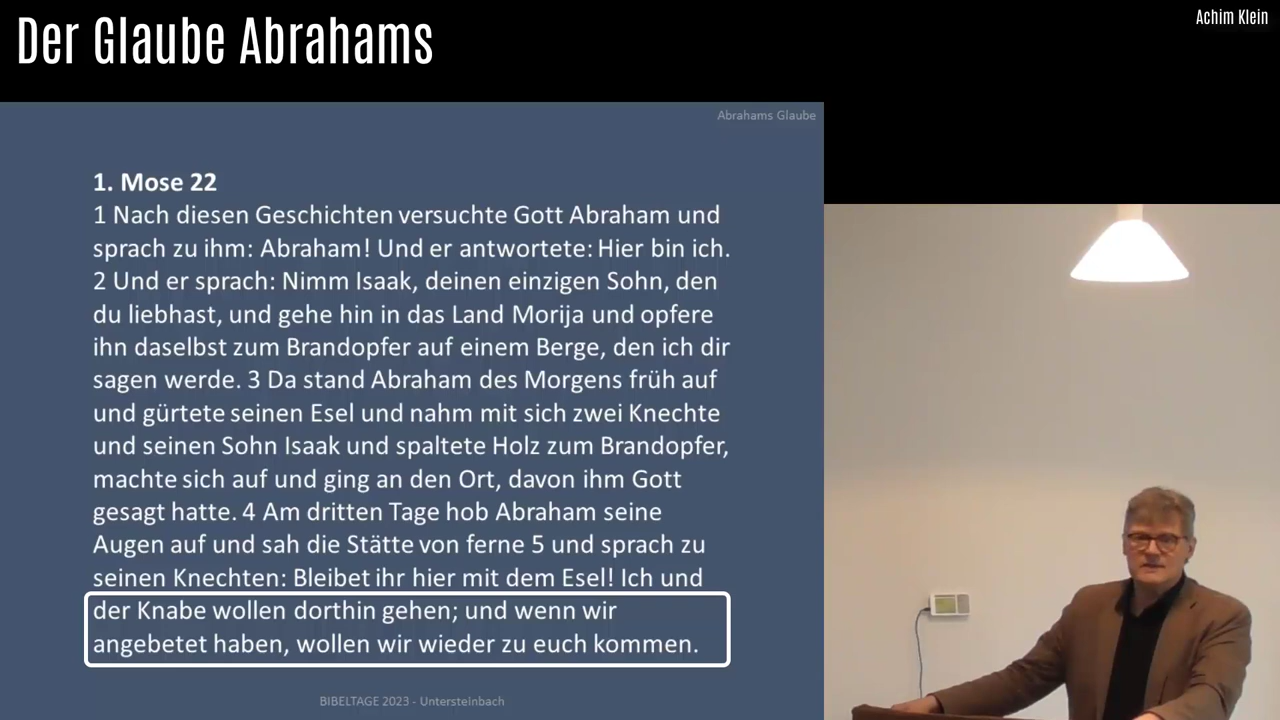 Der Glaube Abrahams
Achim Klein
Abrahams Glaube
1. Mose 22
1 Nach diesen Geschichten versuchte Gott Abraham und
sprach zu ihm: Abraham! Und er antwortete: Hier bin ich.
2 Und er sprach: Nimm Isaak, deinen einzigen Sohn, den
du liebhast, und gehe hin in das Land Morija und opfere
ihn daselbst zum Brandopfer auf einem Berge, den ich dir
sagen werde. 3 Da stand Abraham des Morgens früh auf
und gürtete seinen Esel und nahm mit sich zwei Knechte
und seinen Sohn Isaak und spaltete Holz zum Brandopfer,
machte sich auf und ging an den Ort, davon ihm Gott
gesagt hatte. 4 Am dritten Tage hob Abraham seine
Augen auf und sah die Stätte von ferne 5 und sprach zu
seinen Knechten: Bleibet ihr hier mit dem Esel! Ich und
der Knabe wollen dorthin gehen; und wenn wir
angebetet haben, wollen wir wieder zu euch kommen.
BIBELTAGE 2023 - Untersteinbach